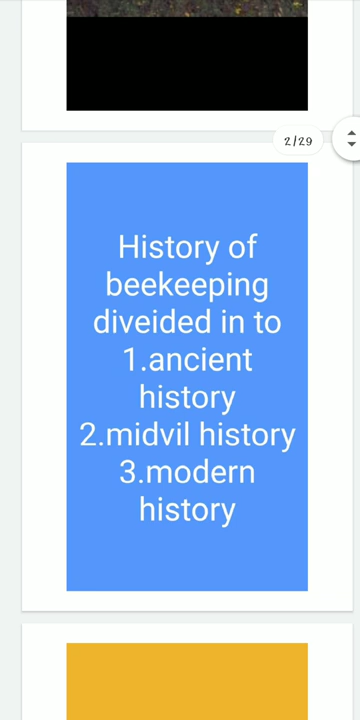 2/29
History of
beekeeping
diveided in to
1.ancient
history
2.midvil history
3.modern
history